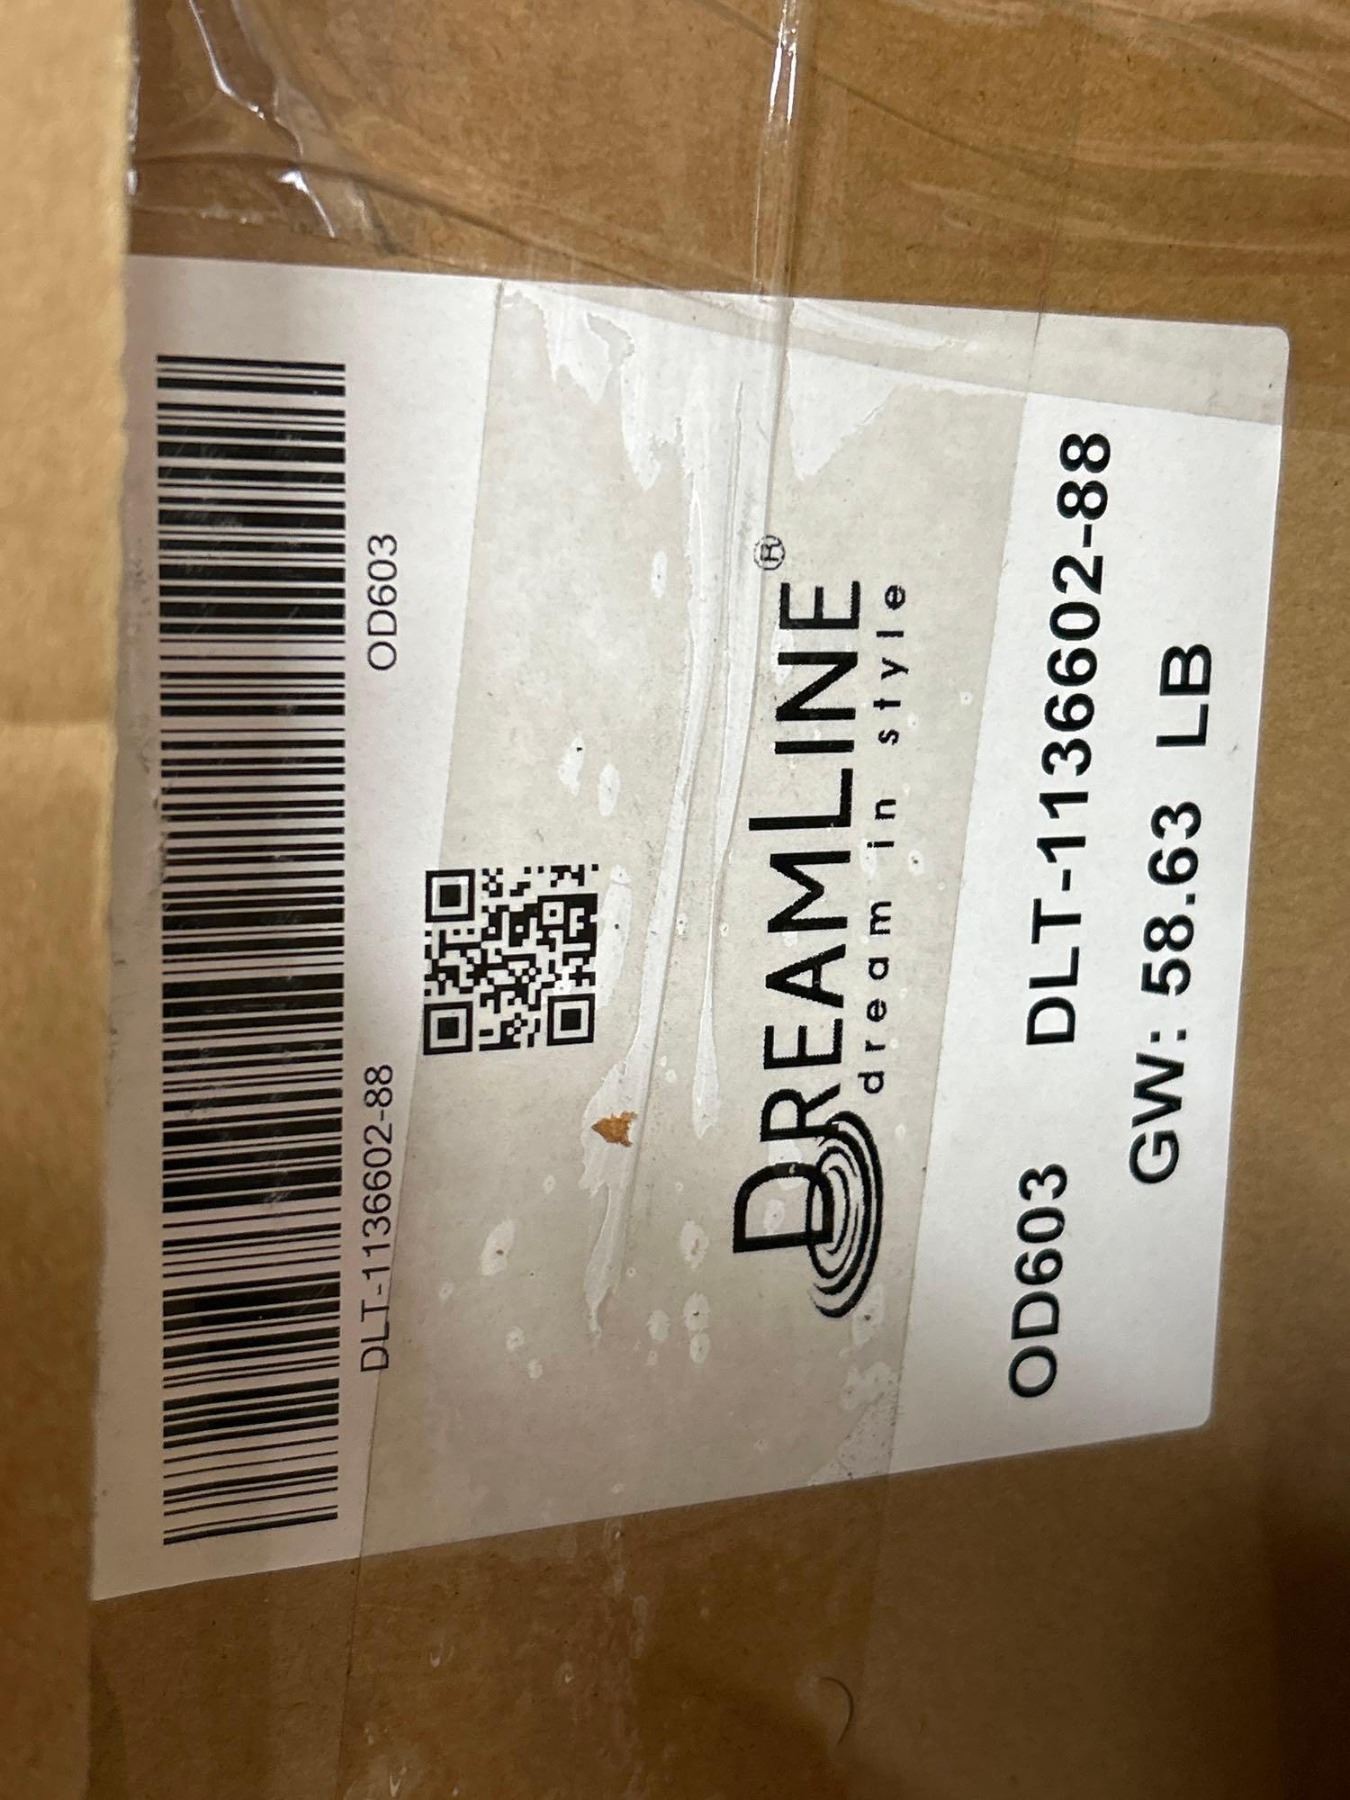 DLT-1136602-88 OD603
DREAMLINE®
dream in style
OD603 DLT-1136602-88
GW: 58.63 LB